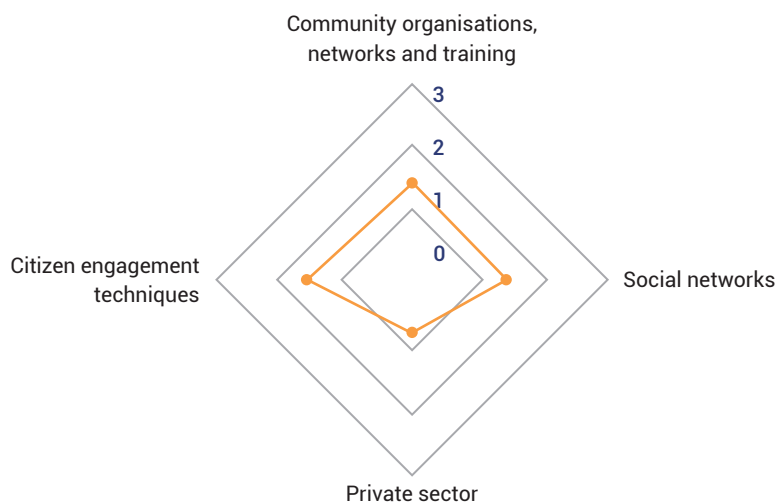 Community organisations,
networks and training
3
2
1
0
Citizen engagement
techniques
Social networks
Private sector